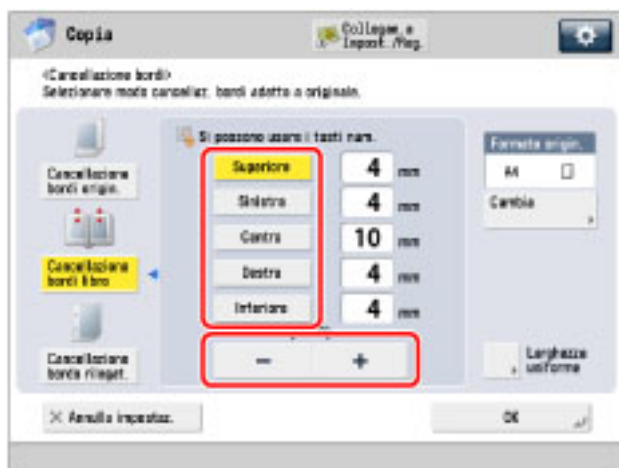 Copia
Collegam. a
Impost./Reg.
<Cancellazione bordi>
Selezionare modo cancellaz. bordi adatto a originale.
Si possono usare i tasti num.
Cancellazione
bordi origin.
Cancellazione
bordi libro
Cancellazione
bordo rilegat.
Superiore 4 mm
Sinistra 4 mm
Centro 10 mm
Destra 4 mm
Inferiore 4 mm
- +
Formato origin.
A4
Cambia
Larghezza
uniforme
× Annulla impostaz.
OK